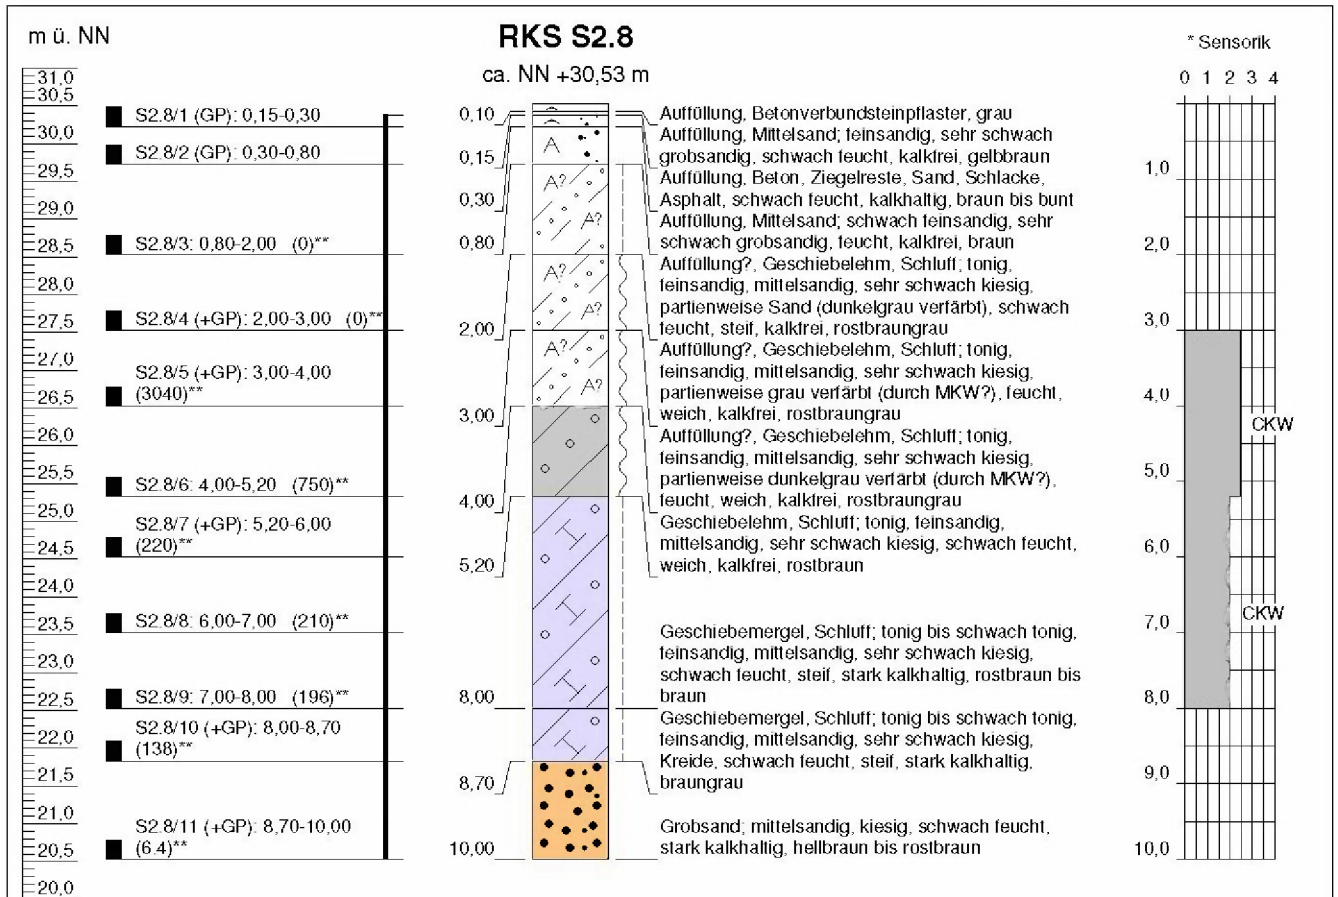 m ü. NN
RKS S2.8
ca. NN +30,53 m
* Sensorik
0 1 2 3 4
31,0
30,5
30,0
29,5
29,0
28,5
28,0
27,5
27,0
26,5
26,0
25,5
25,0
24,5
24,0
23,5
23,0
22,5
22,0
21,5
21,0
20,5
20,0
S2.8/1 (GP): 0,15-0,30
S2.8/2 (GP): 0,30-0,80
S2.8/3: 0,80-2,00 (0)**
S2.8/4 (+GP): 2,00-3,00 (0)**
S2.8/5 (+GP): 3,00-4,00
(3040)**
S2.8/6: 4,00-5,20 (750)**
S2.8/7 (+GP): 5,20-6,00
(220)**
S2.8/8: 6,00-7,00 (210)**
S2.8/9: 7,00-8,00 (196)**
S2.8/10 (+GP): 8,00-8,70
(138)**
S2.8/11 (+GP): 8,70-10,00
(6.4)**
0,10
0,15
0,30
0,80
2,00
3,00
4,00
5,20
8,00
8,70
10,00
A
A?
A?
A?
A?
A?
A?
Auffüllung, Betonverbundsteinpflaster, grau
Auffüllung, Mittelsand; feinsandig, sehr schwach
grobsandig, schwach feucht, kalkfrei, gelbbraun
Auffüllung, Beton, Ziegelreste, Sand, Schlacke,
Asphalt, schwach feucht, kalkhaltig, braun bis bunt
Auffüllung, Mittelsand; schwach feinsandig, sehr
schwach grobsandig, feucht, kalkfrei, braun
Auffüllung?, Geschiebelehm, Schluff; tonig,
feinsandig, mittelsandig, sehr schwach kiesig,
partienweise Sand (dunkelgrau verfärbt), schwach
feucht, steif, kalkfrei, rostbraungrau
Auffüllung?, Geschiebelehm, Schluff; tonig,
feinsandig, mittelsandig, sehr schwach kiesig,
partienweise grau verfärbt (durch MKW?), feucht,
weich, kalkfrei, rostbraungrau
Auffüllung?, Geschiebelehm, Schluff; tonig,
feinsandig, mittelsandig, sehr schwach kiesig,
partienweise dunkelgrau verfärbt (durch MKW?),
feucht, weich, kalkfrei, rostbraungrau
Geschiebelehm, Schluff; tonig, feinsandig,
mittelsandig, sehr schwach kiesig, schwach feucht,
weich, kalkfrei, rostbraun
Geschiebemergel, Schluff; tonig bis schwach tonig,
feinsandig, mittelsandig, sehr schwach kiesig,
schwach feucht, steif, stark kalkhaltig, rostbraun bis
braun
Geschiebemergel, Schluff; tonig bis schwach tonig,
feinsandig, mittelsandig, sehr schwach kiesig,
Kreide, schwach feucht, steif, stark kalkhaltig,
braungrau
Grobsand; mittelsandig, kiesig, schwach feucht,
stark kalkhaltig, hellbraun bis rostbraun
1,0
2,0
3,0
4,0
5,0
6,0
7,0
8,0
9,0
10,0
CKW
CKW